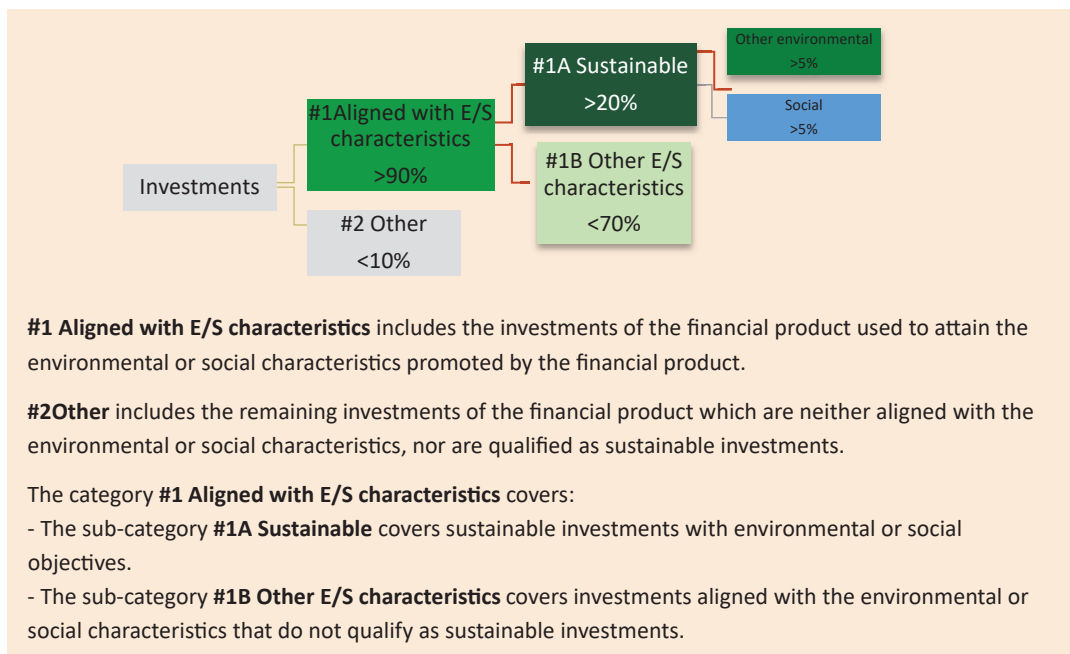 Investments
#1Aligned with E/S
characteristics
>90%
#2 Other
<10%
#1A Sustainable
>20%
#1B Other E/S
characteristics
<70%
Other environmental
>5%
Social
>5%
#1 Aligned with E/S characteristics includes the investments of the financial product used to attain the
environmental or social characteristics promoted by the financial product.
#2Other includes the remaining investments of the financial product which are neither aligned with the
environmental or social characteristics, nor are qualified as sustainable investments.
The category #1 Aligned with E/S characteristics covers:
- The sub-category #1A Sustainable covers sustainable investments with environmental or social
objectives.
- The sub-category #1B Other E/S characteristics covers investments aligned with the environmental or
social characteristics that do not qualify as sustainable investments.